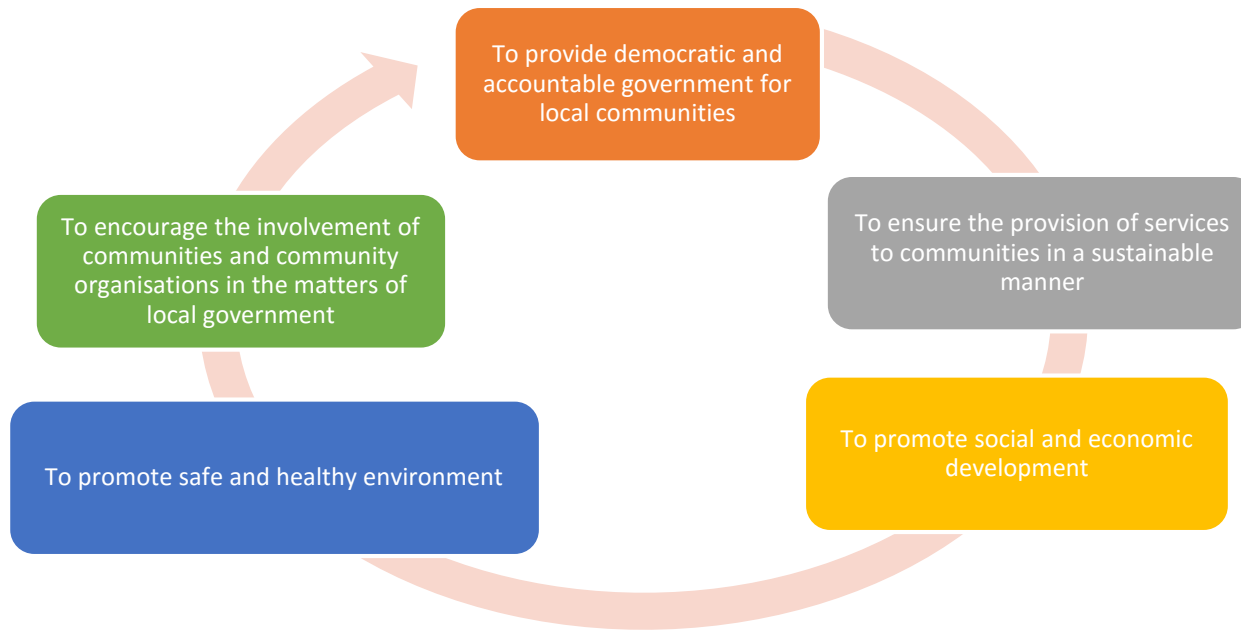 To provide democratic and
accountable government for
local communities
To ensure the provision of services
to communities in a sustainable
manner
To promote social and economic
development
To promote safe and healthy environment
To encourage the involvement of
communities and community
organisations in the matters of
local government